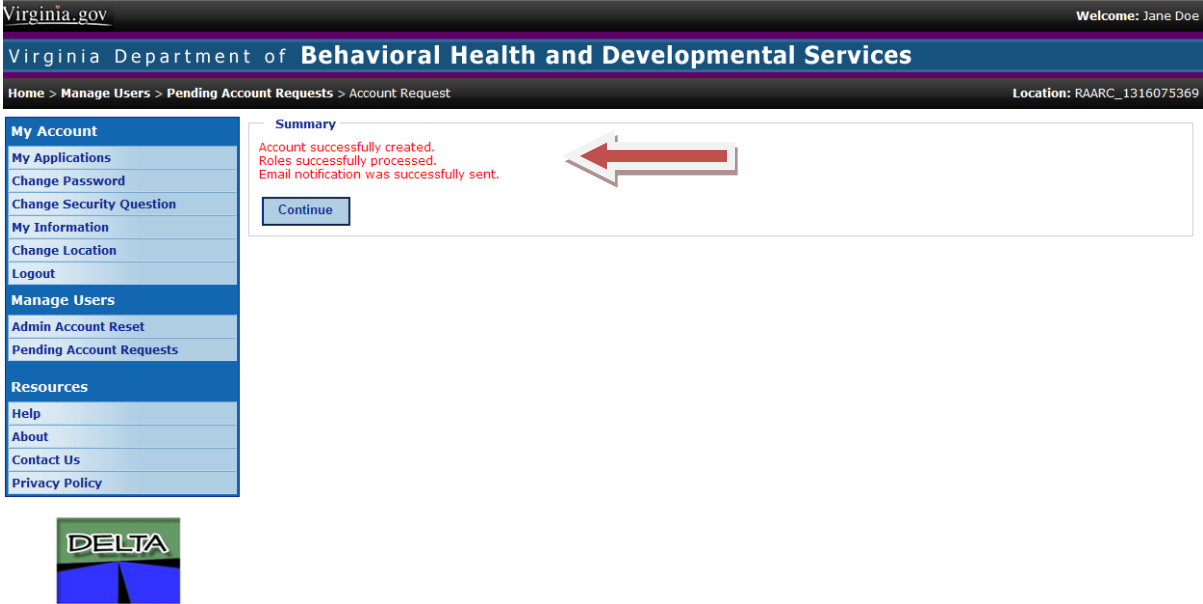 Virginia.gov
Welcome: Jane Doe
Virginia Department of Behavioral Health and Developmental Services
Home > Manage Users > Pending Account Requests > Account Request
Location: RAARC_1316075369
My Account
My Applications
Change Password
Change Security Question
My Information
Change Location
Logout
Manage Users
Admin Account Reset
Pending Account Requests
Resources
Help
About
Contact Us
Privacy Policy
DELTA
Summary
Account successfully created.
Roles successfully processed.
Email notification was successfully sent.
Continue